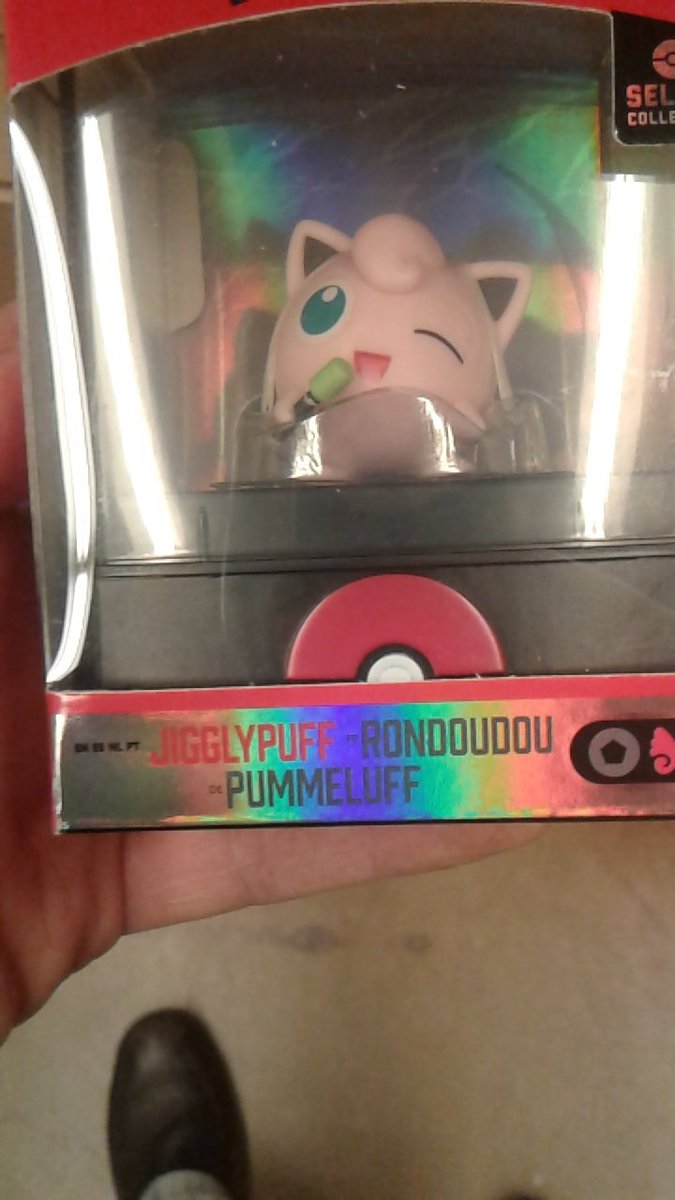 SEL
COLLE
EN ES NL PT JIGGLYPUFF FR RONDOUDOU
DE PUMMELUFF